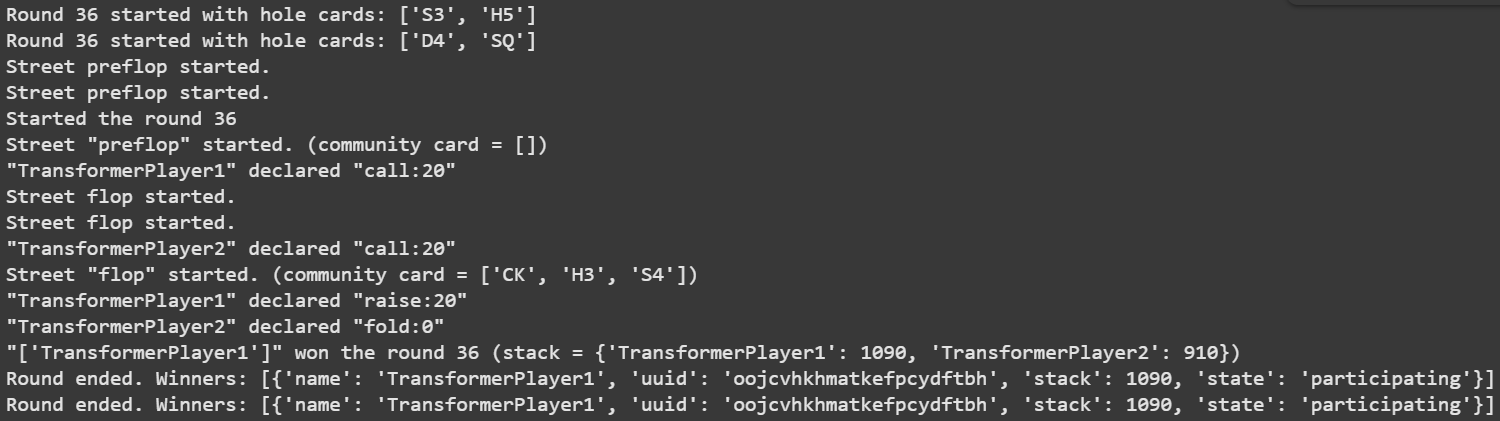 Round 36 started with hole cards: ['S3', 'H5']
Round 36 started with hole cards: ['D4', 'SQ']
Street preflop started.
Street preflop started.
Started the round 36
Street "preflop" started. (community card = [])
"TransformerPlayer1" declared "call:20"
Street flop started.
Street flop started.
"TransformerPlayer2" declared "call:20"
Street "flop" started. (community card = ['CK', 'H3', 'S4'])
"TransformerPlayer1" declared "raise:20"
"TransformerPlayer2" declared "fold:0"
"['TransformerPlayer1']" won the round 36 (stack = {'TransformerPlayer1': 1090, 'TransformerPlayer2': 910})
Round ended. Winners: [{'name': 'TransformerPlayer1', 'uuid': 'oojcvhkhmatkefpcydftbh', 'stack': 1090, 'state': 'participating'}]
Round ended. Winners: [{'name': 'TransformerPlayer1', 'uuid': 'oojcvhkhmatkefpcydftbh', 'stack': 1090, 'state': 'participating'}]